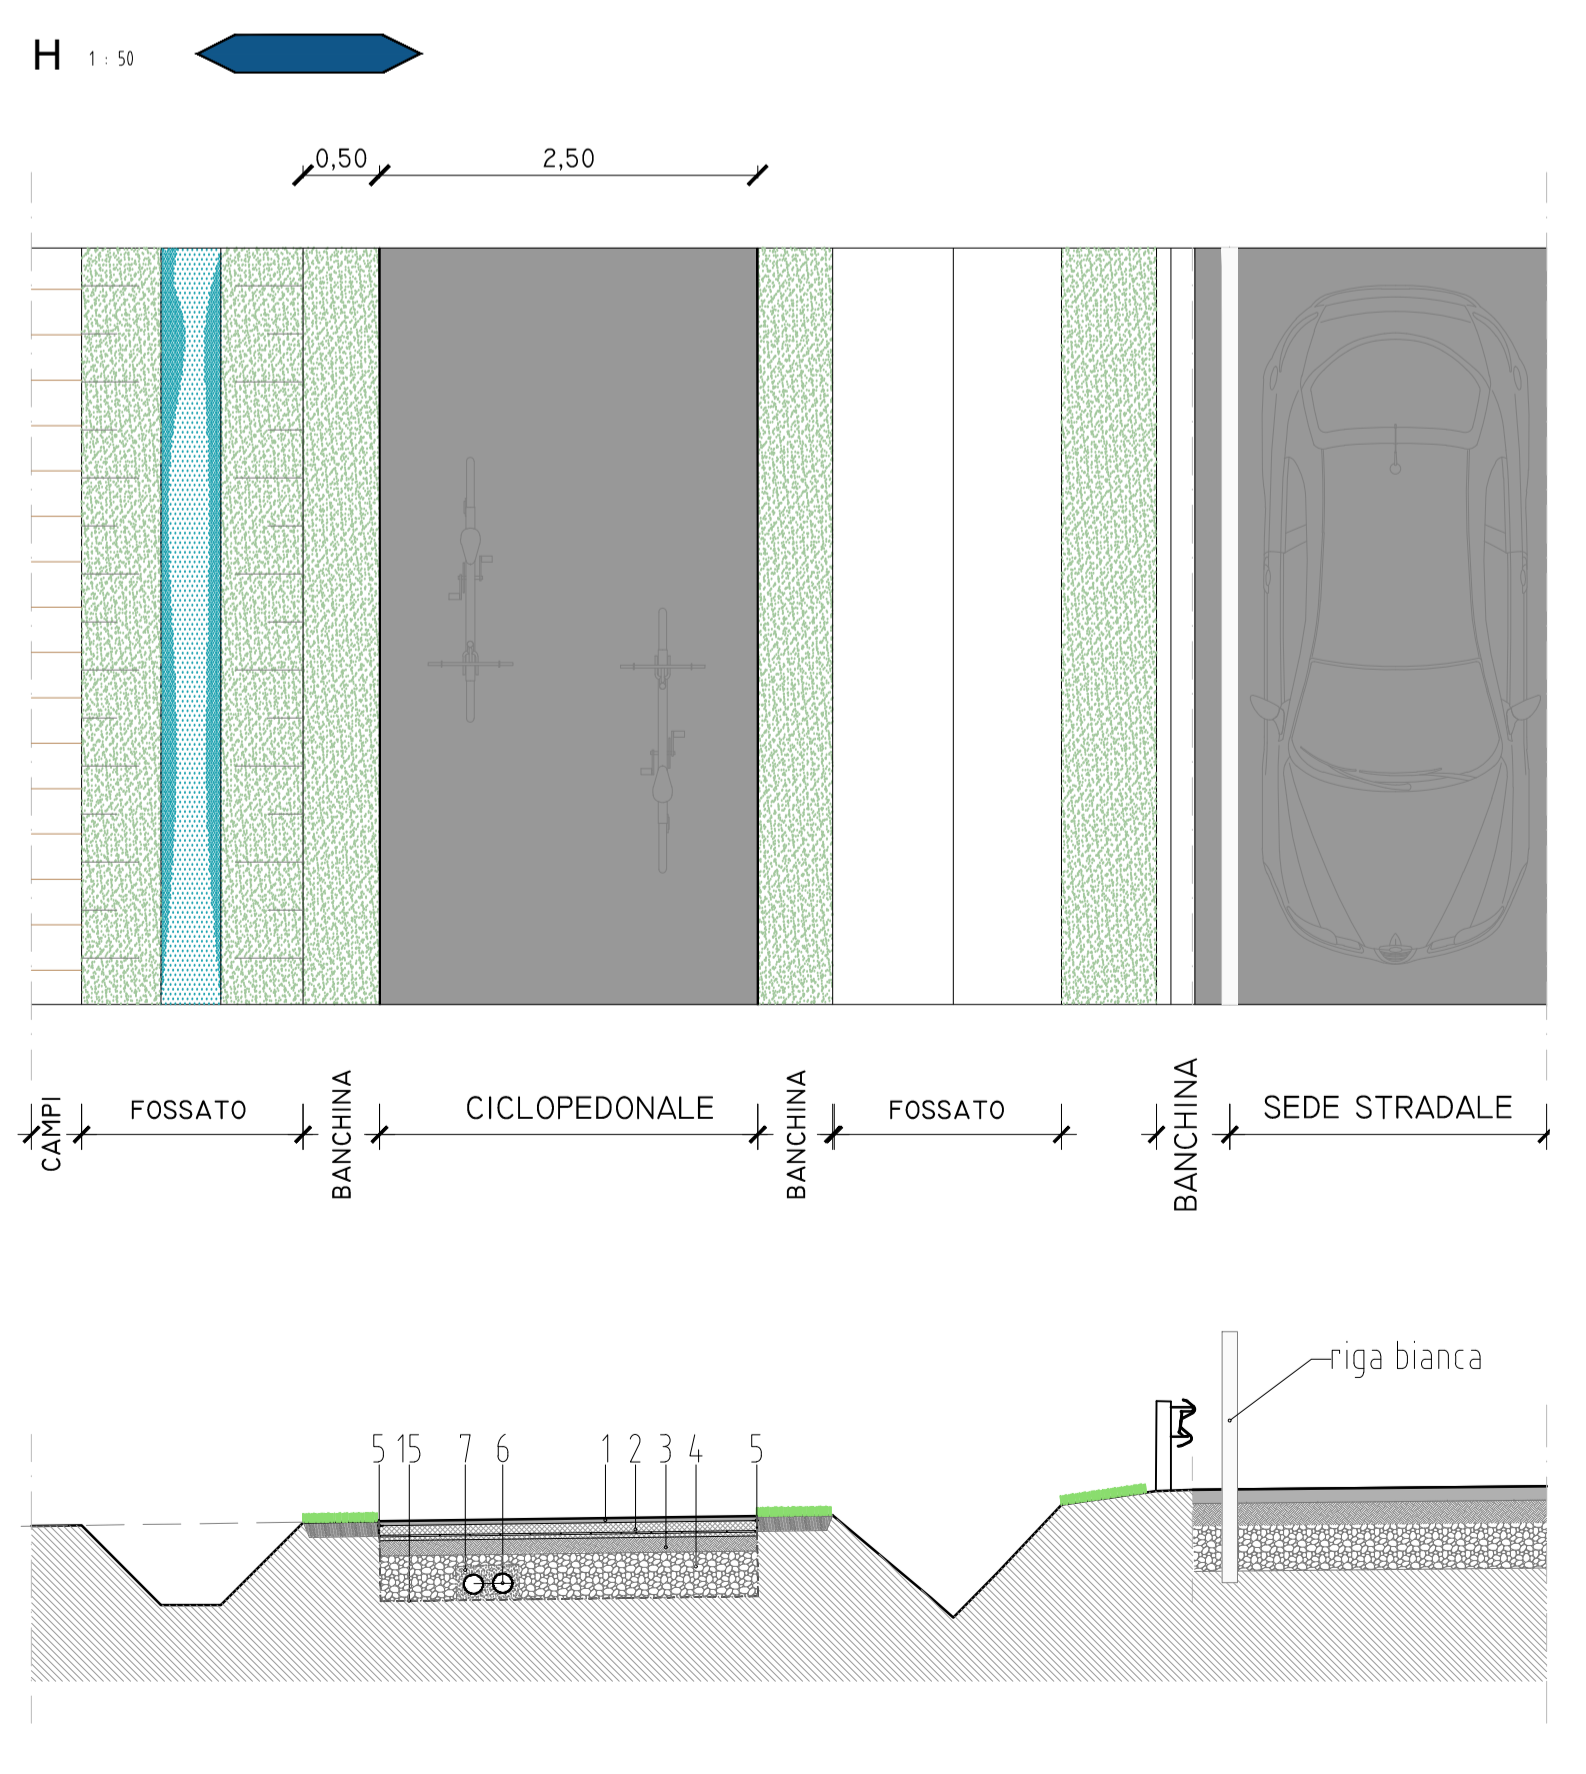 H 1 : 50
0,50 2,50
CAMPI
FOSSATO
BANCHINA
CICLOPEDONALE
BANCHINA
FOSSATO
BANCHINA
SEDE STRADALE
riga bianca
5 15 7 6 1 2 3 4 5